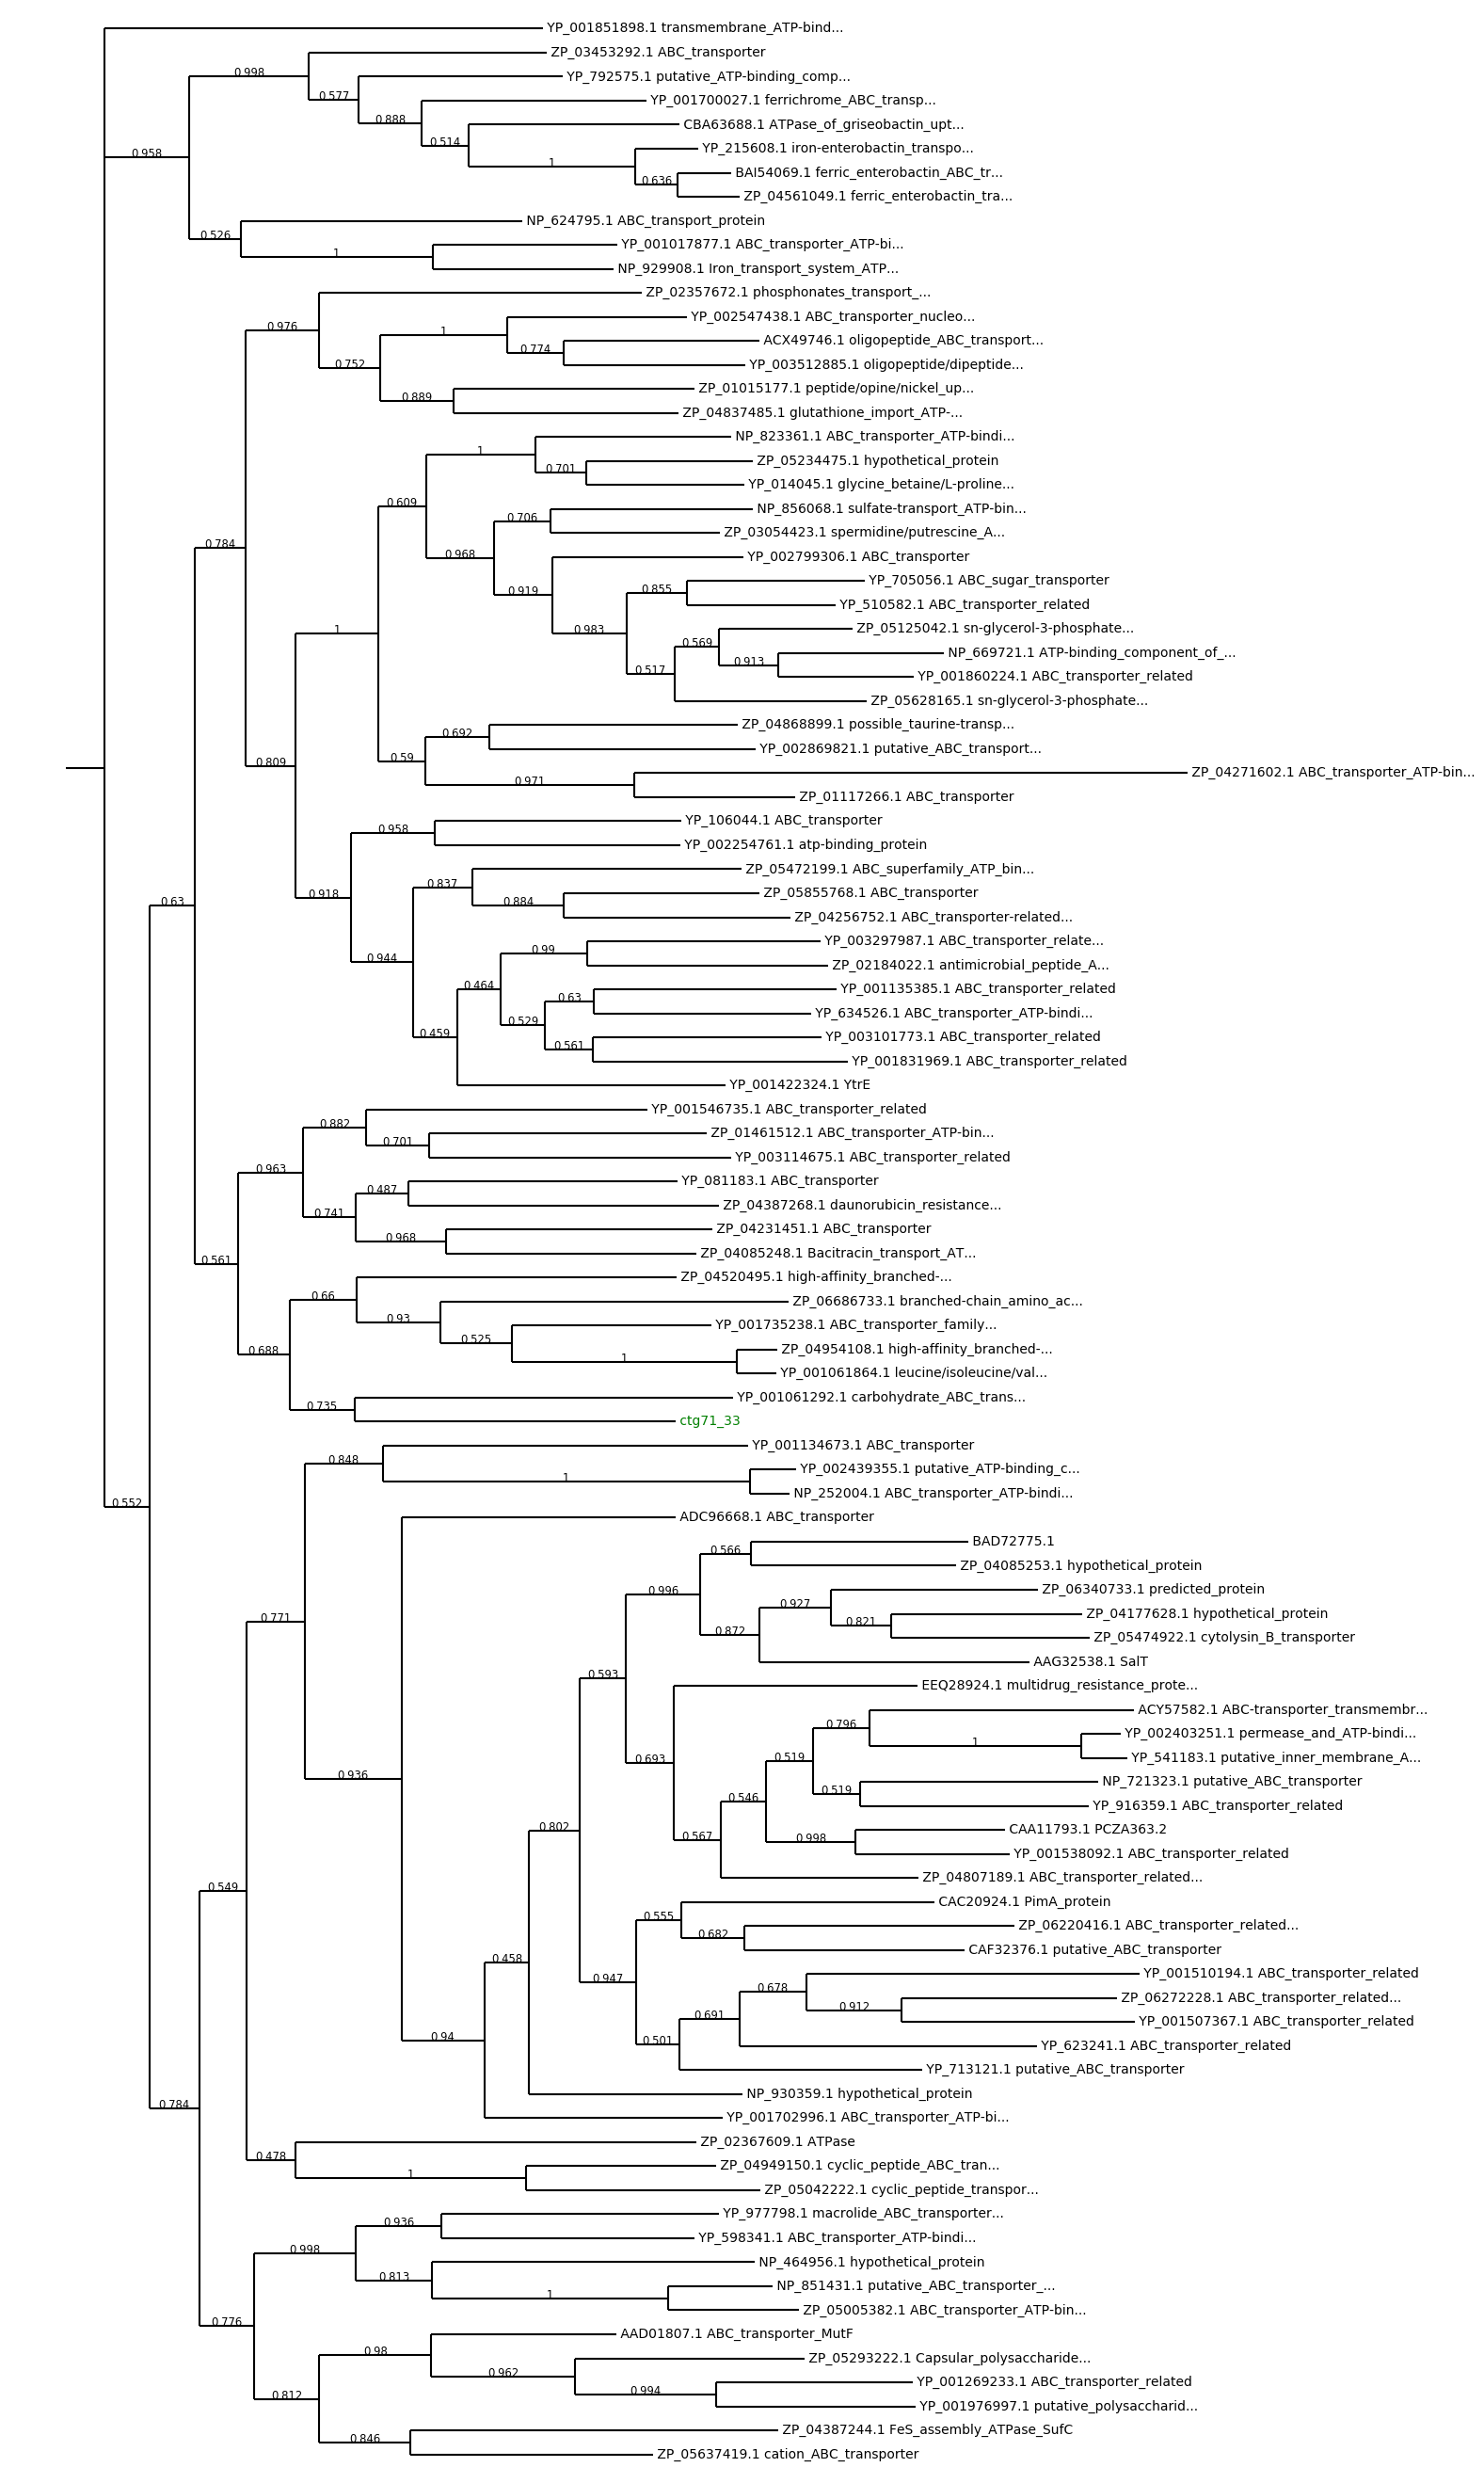 YP_001851898.1 transmembrane_ATP-bind...
ZP_03453292.1 ABC_transporter
0.998
YP_792575.1 putative_ATP-binding_comp...
0.577
YP_001700027.1 ferrichrome_ABC_transp...
0.888
CBA63688.1 ATPase_of_griseobactin_upt...
0.514
YP_215608.1 iron-enterobactin_transpo...
0.958
1
BAI54069.1 ferric_enterobactin_ABC_tr...
0.636
ZP_04561049.1 ferric_enterobactin_tra...
NP_624795.1 ABC_transport_protein
0.526
YP_001017877.1 ABC_transporter_ATP-bi...
1
NP_929908.1 Iron_transport_system_ATP...
ZP_02357672.1 phosphonates_transport_...
YP_002547438.1 ABC_transporter_nucleo...
0.976
1
ACX49746.1 oligopeptide_ABC_transport...
0.774
YP_003512885.1 oligopeptide/dipeptide...
0.752
ZP_01015177.1 peptide/opine/nickel_up...
0.889
ZP_04837485.1 glutathione_import_ATP-...
NP_823361.1 ABC_transporter_ATP-bindi...
1
ZP_05234475.1 hypothetical_protein
0.701
YP_014045.1 glycine_betaine/L-proline...
0.609
NP_856068.1 sulfate-transport_ATP-bin...
0.706
ZP_03054423.1 spermidine/putrescine_A...
0.784
0.968
YP_002799306.1 ABC_transporter
YP_705056.1 ABC_sugar_transporter
0.919
0.855
YP_510582.1 ABC_transporter_related
1
0.983
ZP_05125042.1 sn-glycerol-3-phosphate...
0.569
NP_669721.1 ATP-binding_component_of_...
0.913
0.517
YP_001860224.1 ABC_transporter_related
ZP_05628165.1 sn-glycerol-3-phosphate...
ZP_04868899.1 possible_taurine-transp...
0.692
YP_002869821.1 putative_ABC_transport...
0.809
0.59
ZP_04271602.1 ABC_transporter_ATP-bin...
0.971
ZP_01117266.1 ABC_transporter
YP_106044.1 ABC_transporter
0.958
YP_002254761.1 atp-binding_protein
ZP_05472199.1 ABC_superfamily_ATP_bin...
0.837
ZP_05855768.1 ABC_transporter
0.918
0.884
0.63
ZP_04256752.1 ABC_transporter-related...
YP_003297987.1 ABC_transporter_relate...
0.99
0.944
ZP_02184022.1 antimicrobial_peptide_A...
0.464
YP_001135385.1 ABC_transporter_related
0.63
YP_634526.1 ABC_transporter_ATP-bindi...
0.529
0.459
YP_003101773.1 ABC_transporter_related
0.561
YP_001831969.1 ABC_transporter_related
YP_001422324.1 YtrE
YP_001546735.1 ABC_transporter_related
0.882
ZP_01461512.1 ABC_transporter_ATP-bin...
0.701
YP_003114675.1 ABC_transporter_related
0.963
YP_081183.1 ABC_transporter
0.487
ZP_04387268.1 daunorubicin_resistance...
0.741
ZP_04231451.1 ABC_transporter
0.968
ZP_04085248.1 Bacitracin_transport_AT...
0.561
ZP_04520495.1 high-affinity_branched-...
0.66
ZP_06686733.1 branched-chain_amino_ac...
0.93
YP_001735238.1 ABC_transporter_family...
0.525
0.688
ZP_04954108.1 high-affinity_branched-...
1
YP_001061864.1 leucine/isoleucine/val...
YP_001061292.1 carbohydrate_ABC_trans...
0.735
ctg71_33
YP_001134673.1 ABC_transporter
0.848
YP_002439355.1 putative_ATP-binding_c...
1
NP_252004.1 ABC_transporter_ATP-bindi...
0.552
ADC96668.1 ABC_transporter
BAD72775.1
0.566
ZP_04085253.1 hypothetical_protein
0.996
ZP_06340733.1 predicted_protein
0.927
ZP_04177628.1 hypothetical_protein
0.771
0.821
0.872
ZP_05474922.1 cytolysin_B_transporter
AAG32538.1 SalT
0.593
EEQ28924.1 multidrug_resistance_prote...
ACY57582.1 ABC-transporter_transmembr...
0.796
YP_002403251.1 permease_and_ATP-bindi...
1
0.693
0.519
YP_541183.1 putative_inner_membrane_A...
0.936
NP_721323.1 putative_ABC_transporter
0.519
0.546
YP_916359.1 ABC_transporter_related
0.802
CAA11793.1 PCZA363.2
0.567
0.998
YP_001538092.1 ABC_transporter_related
ZP_04807189.1 ABC_transporter_related...
0.549
CAC20924.1 PimA_protein
0.555
ZP_06220416.1 ABC_transporter_related...
0.682
CAF32376.1 putative_ABC_transporter
0.458
0.947
YP_001510194.1 ABC_transporter_related
0.678
ZP_06272228.1 ABC_transporter_related...
0.912
0.691
YP_001507367.1 ABC_transporter_related
0.94
0.501
YP_623241.1 ABC_transporter_related
YP_713121.1 putative_ABC_transporter
NP_930359.1 hypothetical_protein
0.784
YP_001702996.1 ABC_transporter_ATP-bi...
ZP_02367609.1 ATPase
0.478
ZP_04949150.1 cyclic_peptide_ABC_tran...
1
ZP_05042222.1 cyclic_peptide_transpor...
YP_977798.1 macrolide_ABC_transporter...
0.936
YP_598341.1 ABC_transporter_ATP-bindi...
0.998
NP_464956.1 hypothetical_protein
0.813
NP_851431.1 putative_ABC_transporter_...
1
ZP_05005382.1 ABC_transporter_ATP-bin...
0.776
AAD01807.1 ABC_transporter_MutF
0.98
ZP_05293222.1 Capsular_polysaccharide...
0.962
YP_001269233.1 ABC_transporter_related
0.994
0.812
YP_001976997.1 putative_polysaccharid...
ZP_04387244.1 FeS_assembly_ATPase_SufC
0.846
ZP_05637419.1 cation_ABC_transporter